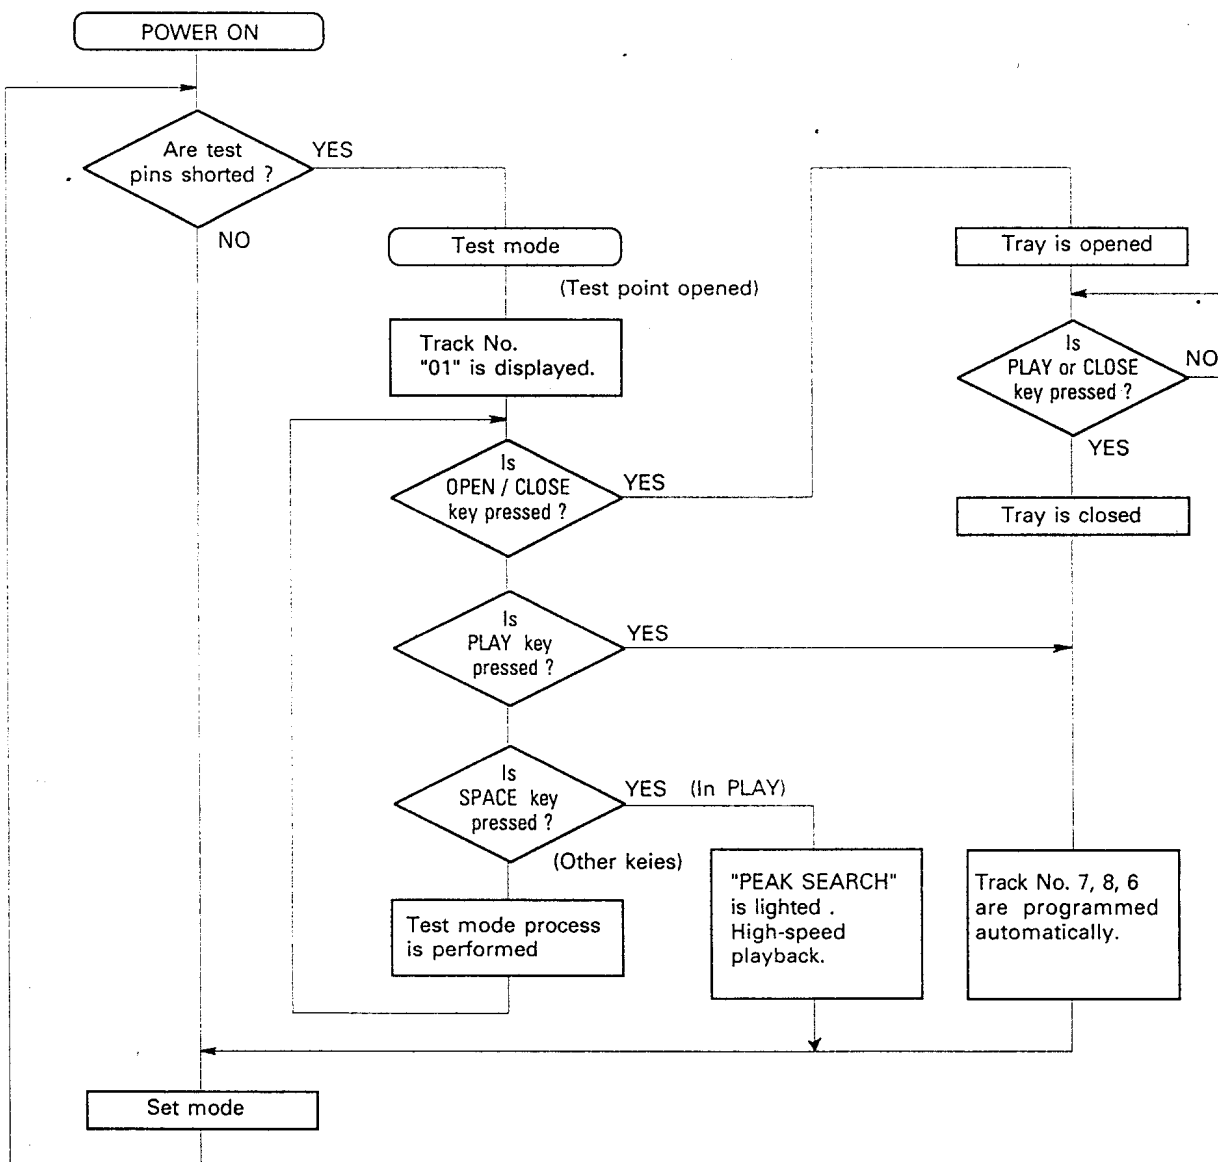 POWER ON
Are test
pins shorted ?
YES
NO
Test mode
(Test point opened)
Track No.
"01" is displayed.
Is
OPEN / CLOSE
key pressed ?
YES
Is
PLAY key
pressed ?
YES
Is
SPACE key
pressed ?
YES (In PLAY)
(Other keies)
Test mode process
is performed
"PEAK SEARCH"
is lighted .
High-speed
playback.
Tray is opened
Is
PLAY or CLOSE
key pressed ?
NO
YES
Tray is closed
Track No. 7, 8, 6
are programmed
automatically.
Set mode